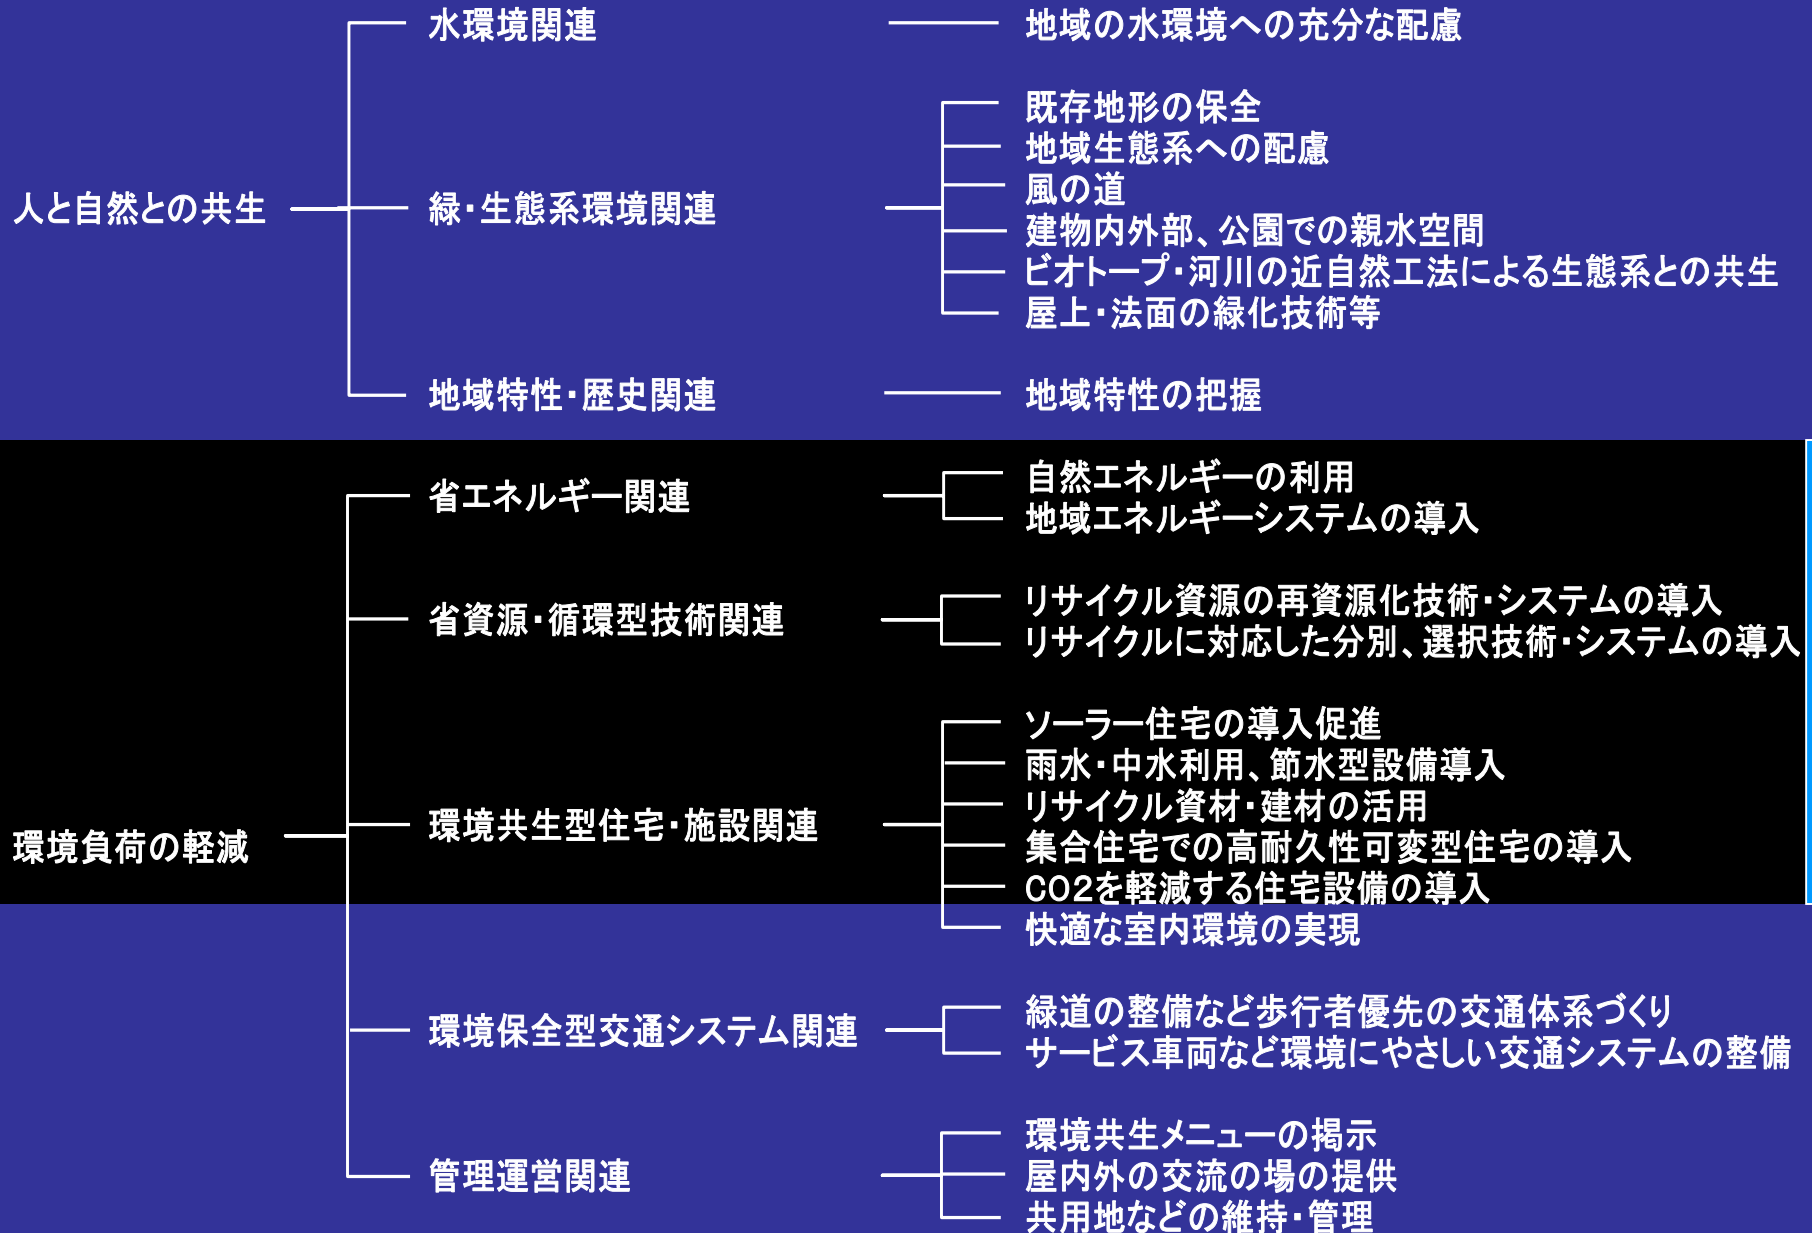 水環境関連
地域の水環境への充分な配慮
人と自然との共生
緑・生態系環境関連
既存地形の保全
地域生態系への配慮
風の道
建物内外部、公園での親水空間
ビオトープ・河川の近自然工法による生態系との共生
屋上・法面の緑化技術等
地域特性・歴史関連
地域特性の把握
環境負荷の軽減
省エネルギー関連
自然エネルギーの利用
地域エネルギーシステムの導入
省資源・循環型技術関連
リサイクル資源の再資源化技術・システムの導入
リサイクルに対応した分別、選択技術・システムの導入
環境共生型住宅・施設関連
ソーラー住宅の導入促進
雨水・中水利用、節水型設備導入
リサイクル資材・建材の活用
集合住宅での高耐久性可変型住宅の導入
CO2を軽減する住宅設備の導入
快適な室内環境の実現
環境保全型交通システム関連
緑道の整備など歩行者優先の交通体系づくり
サービス車両など環境にやさしい交通システムの整備
管理運営関連
環境共生メニューの掲示
屋内外の交流の場の提供
共用地などの維持・管理